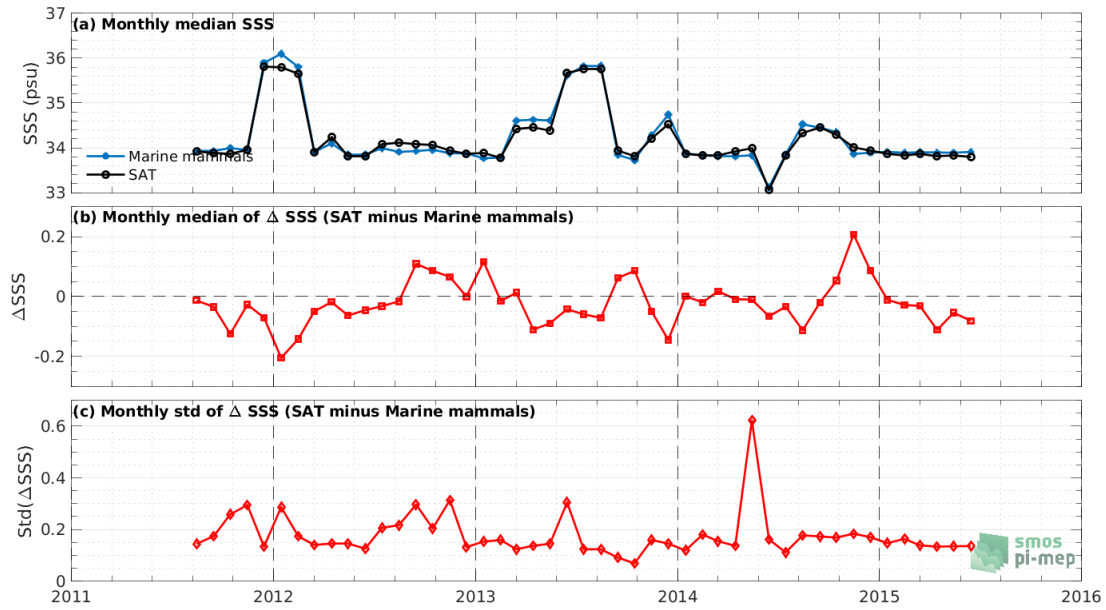 (a) Monthly median SSS
37
36
35
34
33
SSS (psu)
Marine mammals
SAT
(b) Monthly median of Δ SSS (SAT minus Marine mammals)
0.2
0
-0.2
ΔSSS
(c) Monthly std of Δ SSS (SAT minus Marine mammals)
0.6
0.4
0.2
0
Std(ΔSSS)
2011 2012 2013 2014 2015 2016
smos
pi-mep